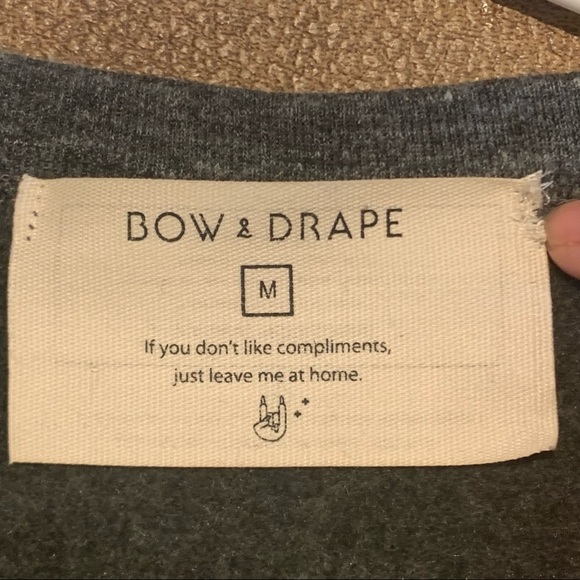 BOW & DRAPE
M
If you don't like compliments,
just leave me at home.